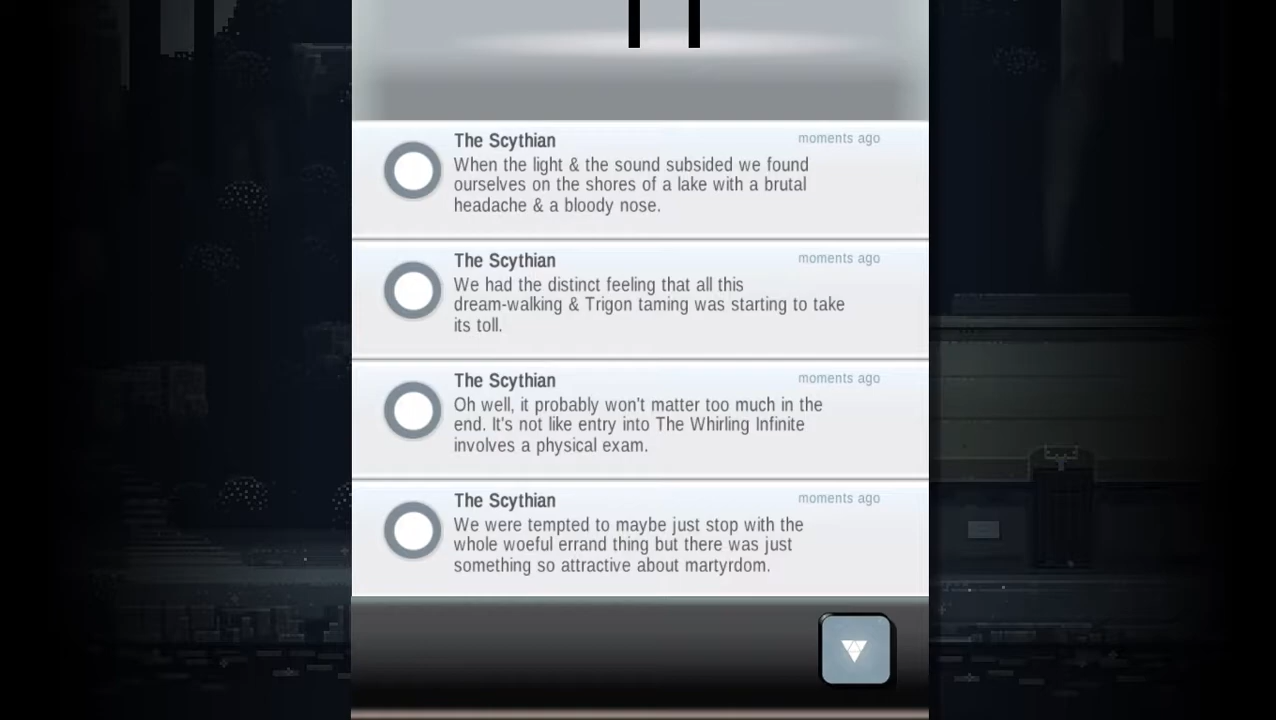 The Scythian
moments ago
When the light & the sound subsided we found
ourselves on the shores of a lake with a brutal
headache & a bloody nose.
The Scythian
moments ago
We had the distinct feeling that all this
dream-walking & Trigon taming was starting to take
its toll.
The Scythian
moments ago
Oh well, it probably won't matter too much in the
end. It's not like entry into The Whirling Infinite
involves a physical exam.
The Scythian
moments ago
We were tempted to maybe just stop with the
whole woeful errand thing but there was just
something so attractive about martyrdom.